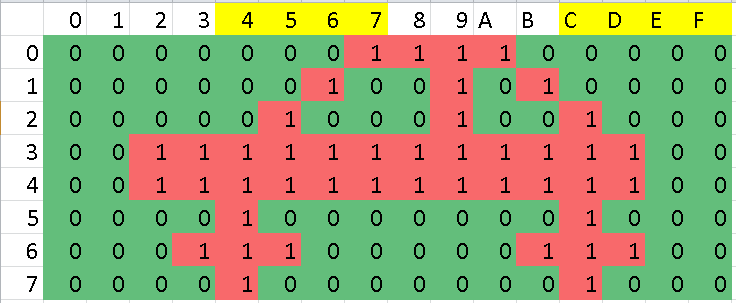 0 1 2 3 4 5 6 7 8 9 A B C D E F
0 0 0 0 0 0 0 0 1 1 1 1 0 0 0 0 0
1 0 0 0 0 0 0 1 0 0 1 0 1 0 0 0 0
2 0 0 0 0 0 1 0 0 0 1 0 0 1 0 0 0
3 0 0 1 1 1 1 1 1 1 1 1 1 1 1 0 0
4 0 0 1 1 1 1 1 1 1 1 1 1 1 1 0 0
5 0 0 0 0 1 0 0 0 0 0 0 0 1 0 0 0
6 0 0 0 1 1 1 0 0 0 0 0 1 1 1 0 0
7 0 0 0 0 1 0 0 0 0 0 0 0 1 0 0 0